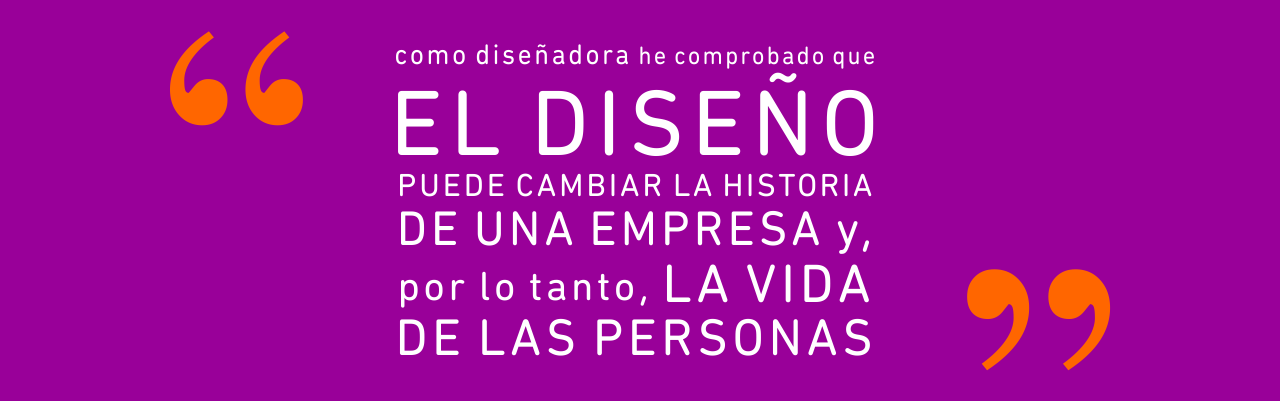 “
como diseñadora he comprobado que
EL DISEÑO
PUEDE CAMBIAR LA HISTORIA
DE UNA EMPRESA y,
por lo tanto, LA VIDA
DE LAS PERSONAS
”